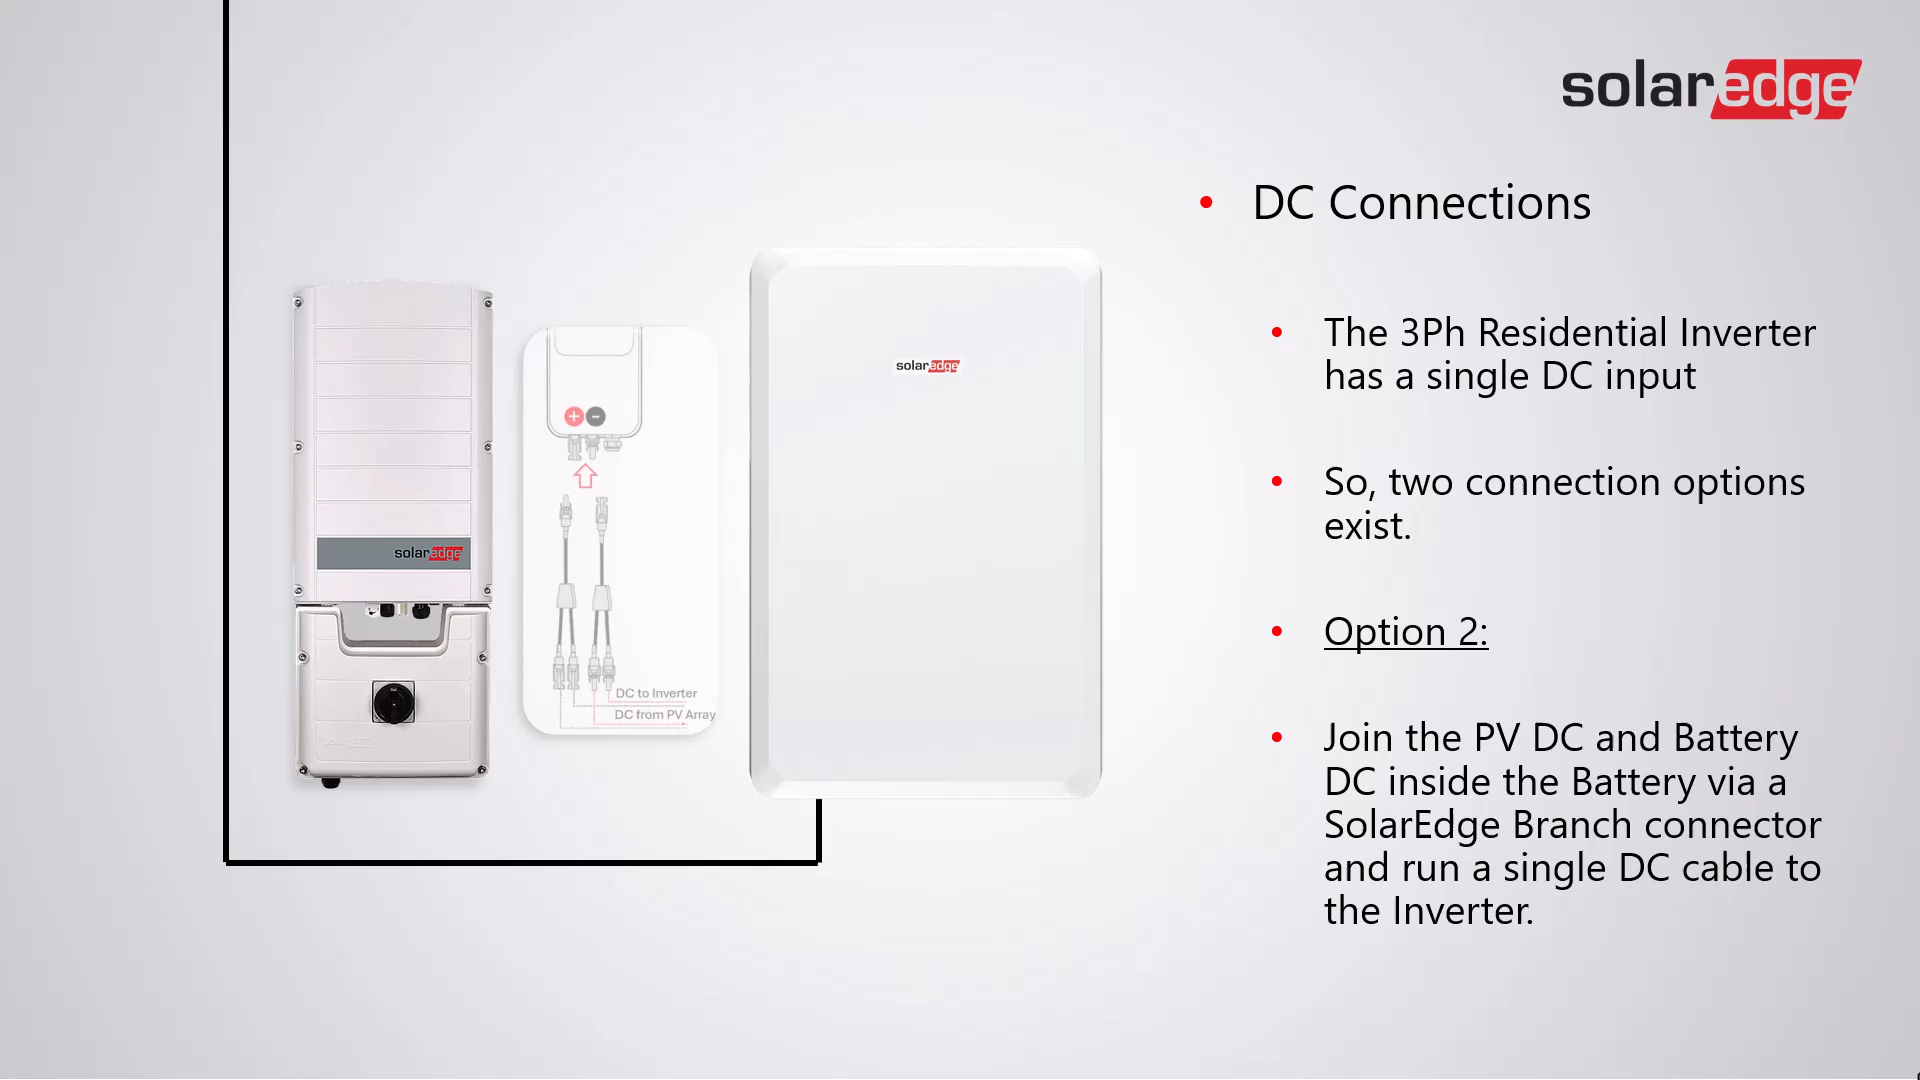 solaredge
DC Connections
The 3Ph Residential Inverter
has a single DC input
So, two connection options
exist.
Option 2:
Join the PV DC and Battery
DC inside the Battery via a
SolarEdge Branch connector
and run a single DC cable to
the Inverter.
solaredge
solaredge
+ -
DC to Inverter
DC from PV Array